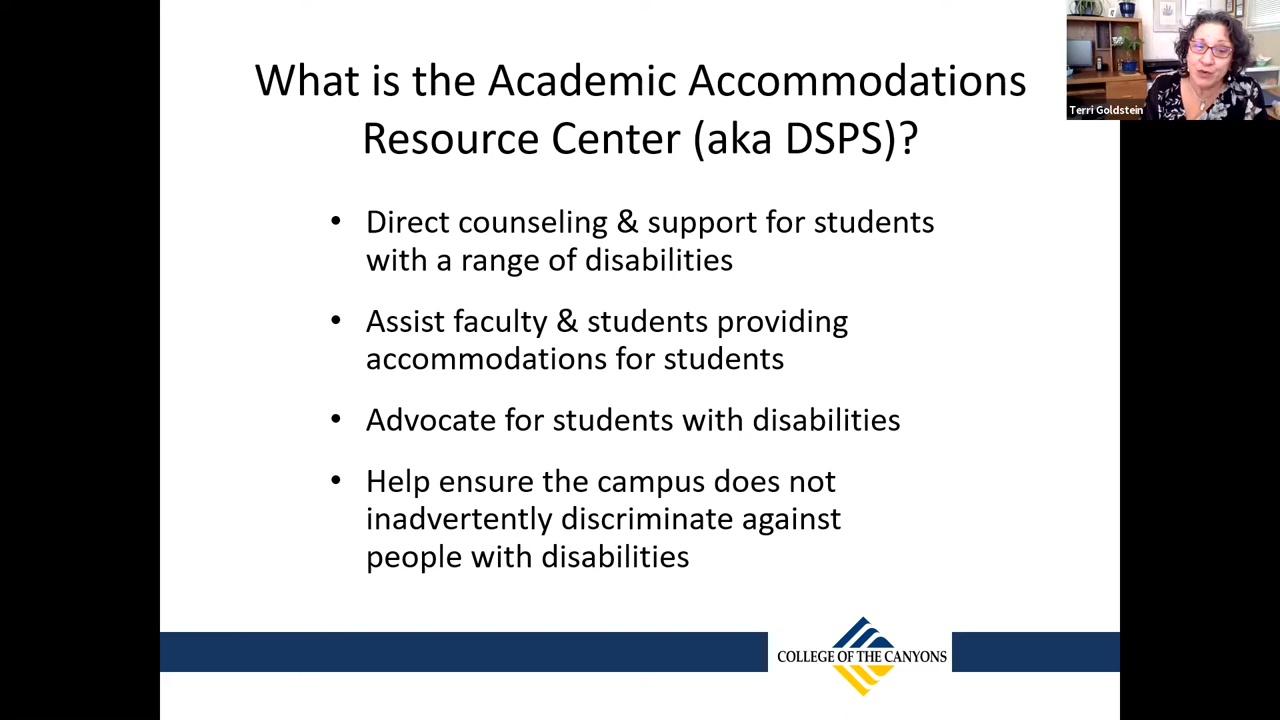 What is the Academic Accommodations
Resource Center (aka DSPS)?
Terri Goldstein
• Direct counseling & support for students
with a range of disabilities
• Assist faculty & students providing
accommodations for students
• Advocate for students with disabilities
• Help ensure the campus does not
inadvertently discriminate against
people with disabilities
COLLEGE OF THE CANYONS